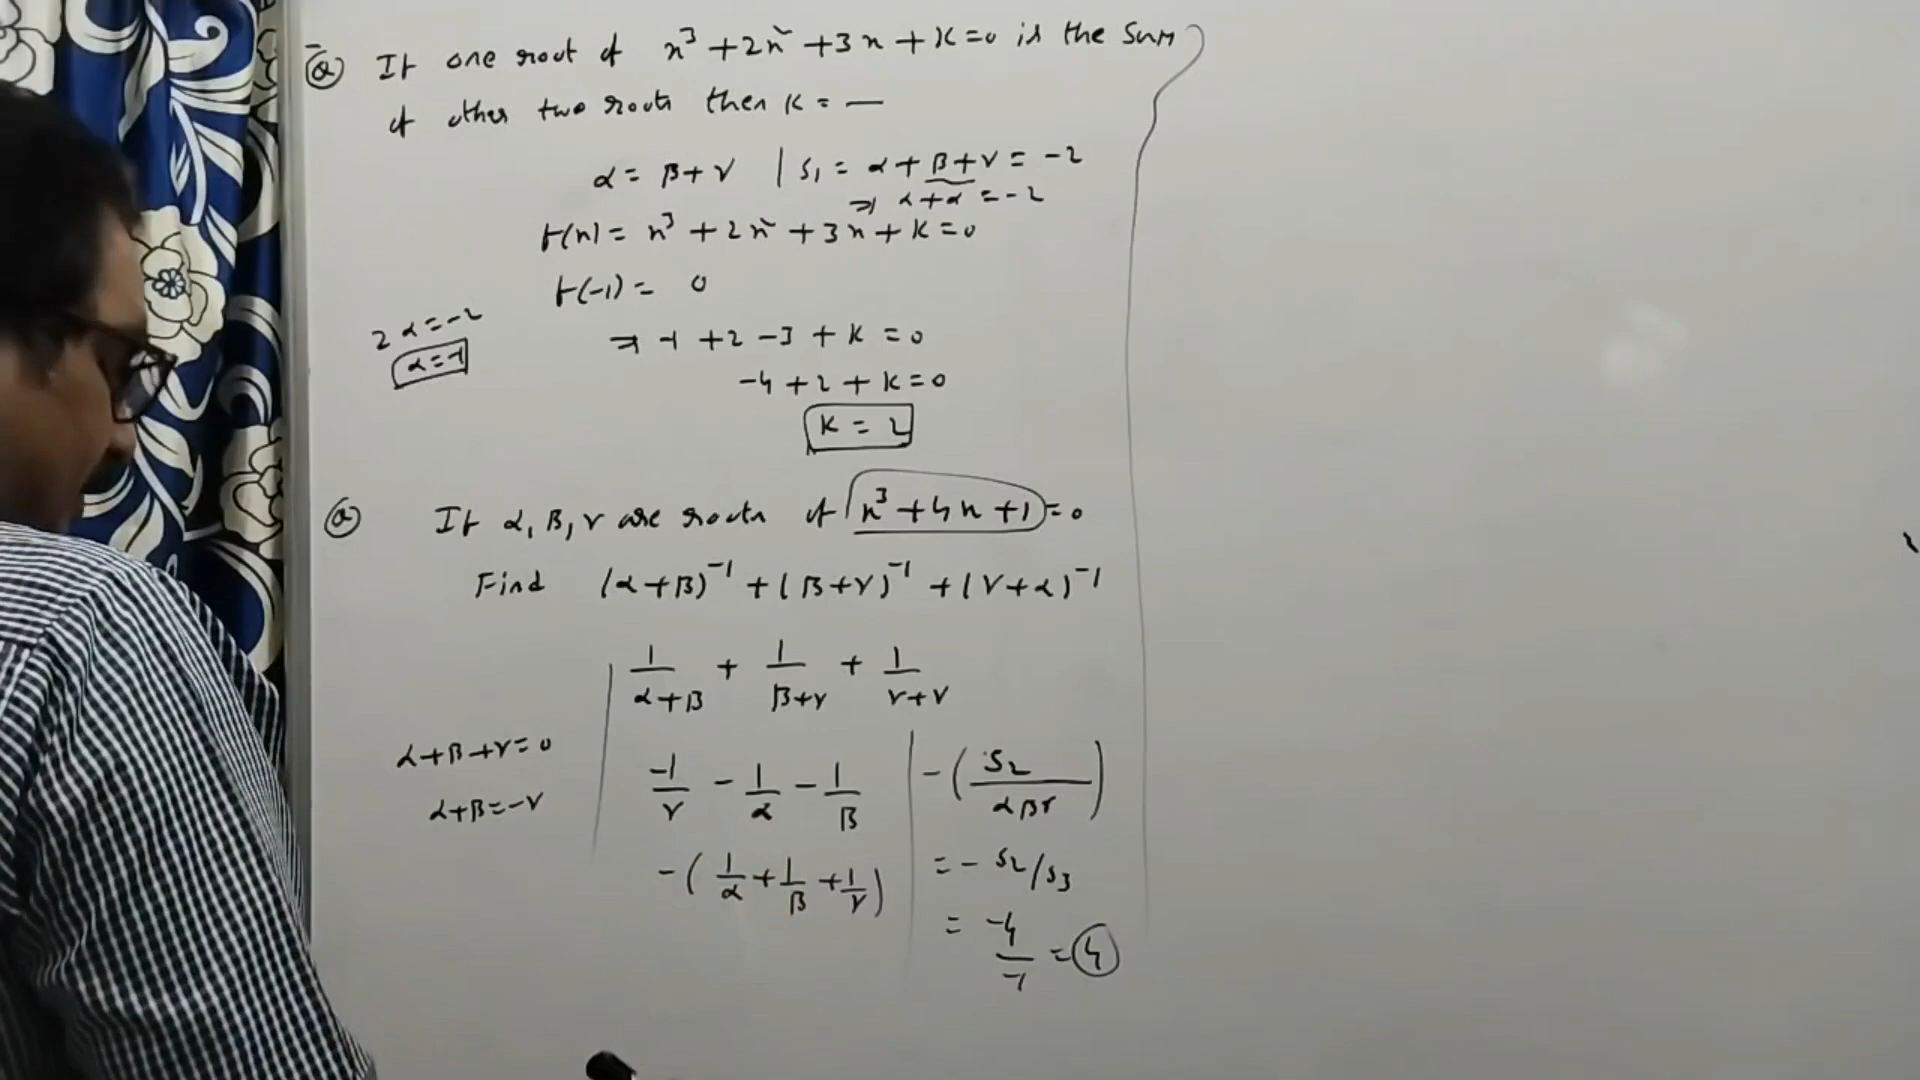 Q If one root of x³ + 2x² + 3x + K = 0 is the sum
of other two roots then K = —
α = β + γ | S₁ = α + β + γ = -2
⇒ α + α = -2
f(x) = x³ + 2x² + 3x + K = 0
f(-1) = 0
2α = -2
α = -1
⇒ -1 + 2 - 3 + K = 0
-4 + 2 + K = 0
K = 2
Q If α, β, γ are roots of x³ + 4x + 1 = 0
Find (α + β)⁻¹ + (β + γ)⁻¹ + (γ + α)⁻¹
1/(α + β) + 1/(β + γ) + 1/(γ + γ)
α + β + γ = 0
α + β = -γ
-1/γ - 1/α - 1/β
-(1/α + 1/β + 1/γ)
-(S₂/αβγ)
= - S₂/S₃
= -4/-1 = 4